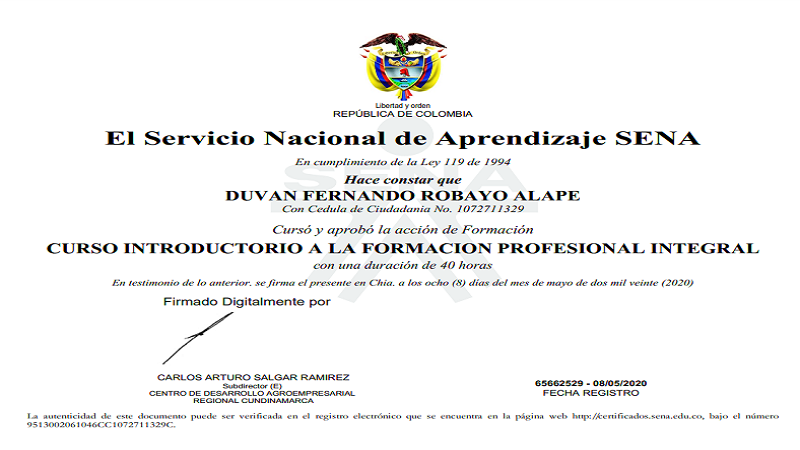 Libertad y orden
REPÚBLICA DE COLOMBIA
El Servicio Nacional de Aprendizaje SENA
En cumplimiento de la Ley 119 de 1994
SENA
Hace constar que
DUVAN FERNANDO ROBAYO ALAPE
Con Cedula de Ciudadania No. 1072711329
Cursó y aprobó la acción de Formación
CURSO INTRODUCTORIO A LA FORMACION PROFESIONAL INTEGRAL
con una duración de 40 horas
En testimonio de lo anterior. se firma el presente en Chia. a los ocho (8) días del mes de mayo de dos mil veinte (2020)
Firmado Digitalmente por
CARLOS ARTURO SALGAR RAMIREZ
Subdirector (E)
CENTRO DE DESARROLLO AGROEMPRESARIAL
REGIONAL CUNDINAMARCA
65662529 - 08/05/2020
FECHA REGISTRO
La autenticidad de este documento puede ser verificada en el registro electrónico que se encuentra en la página web http://certificados.sena.edu.co, bajo el número
9513002061046CC1072711329C.